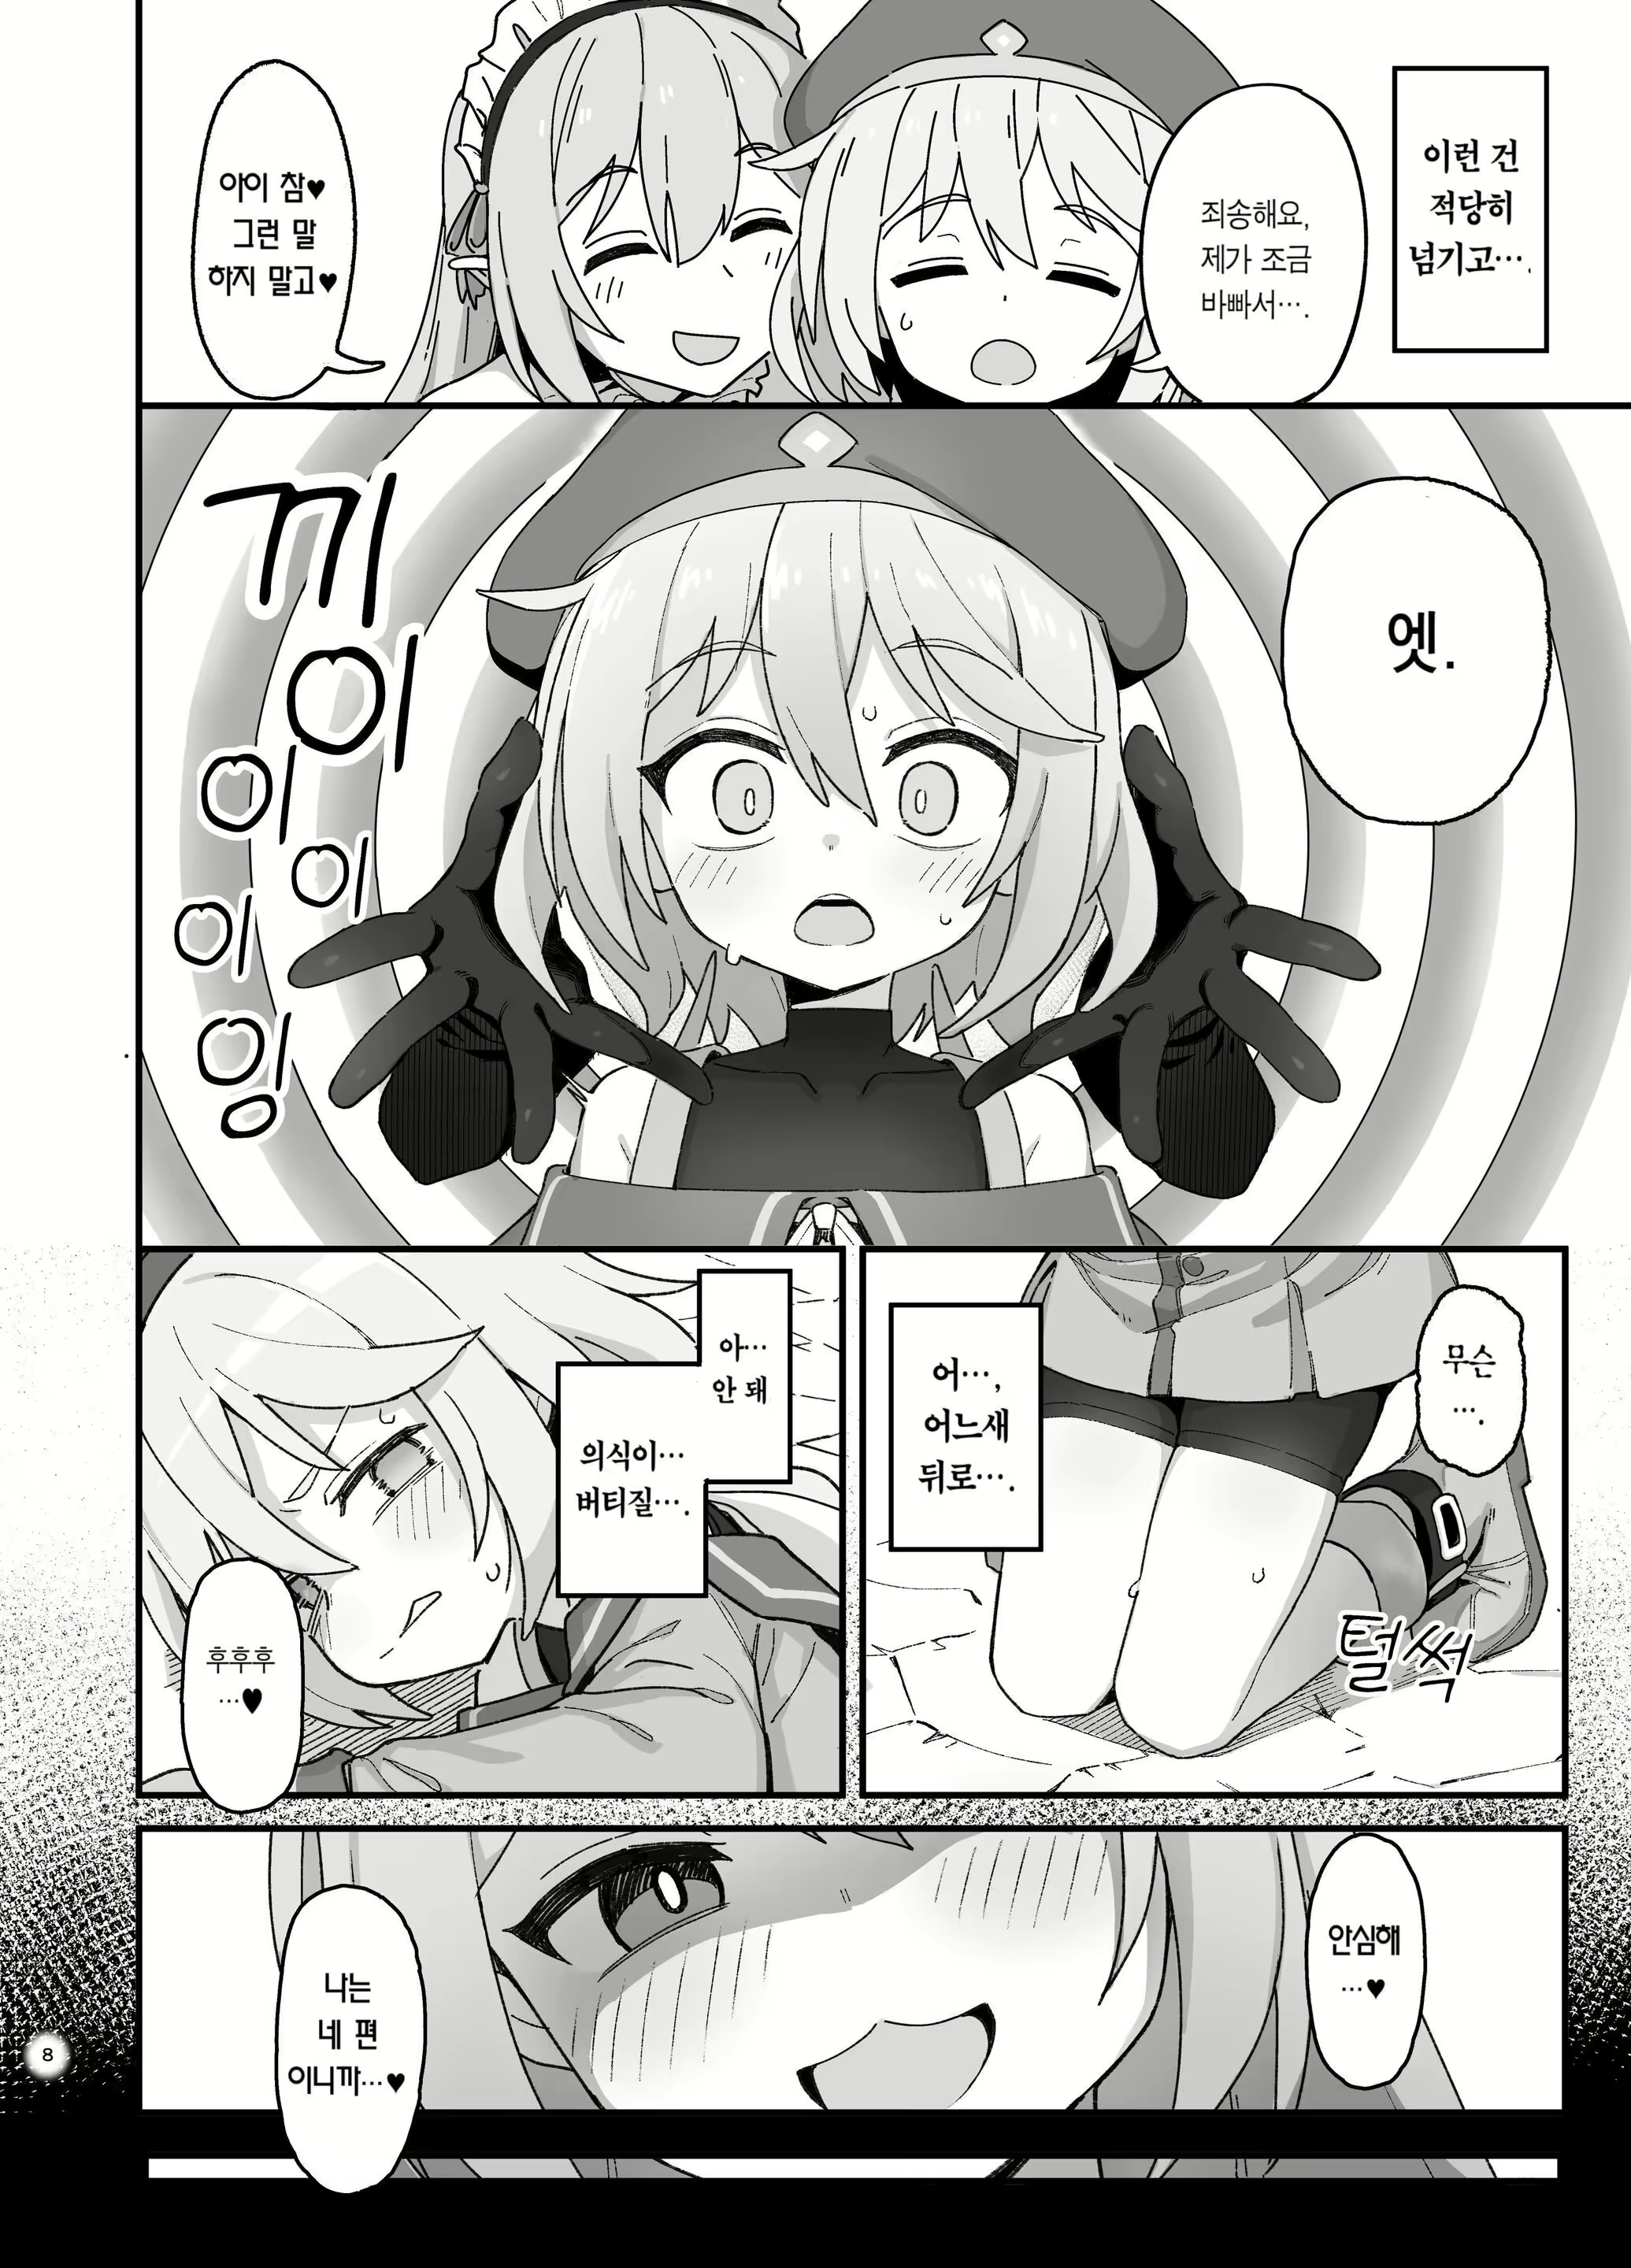 이런 건
적당히
넘기고….
죄송해요,
제가 조금
바빠서….
아이 참♥
그런 말
하지 말고♥
엣.
끼
이
이
이
이
잉
무슨
….
어…,
어느새
뒤로….
털썩
아…
안 돼
의식이…
버티질….
후후후
…♥
안심해
…♥
나는
네 편
이니까…♥
8